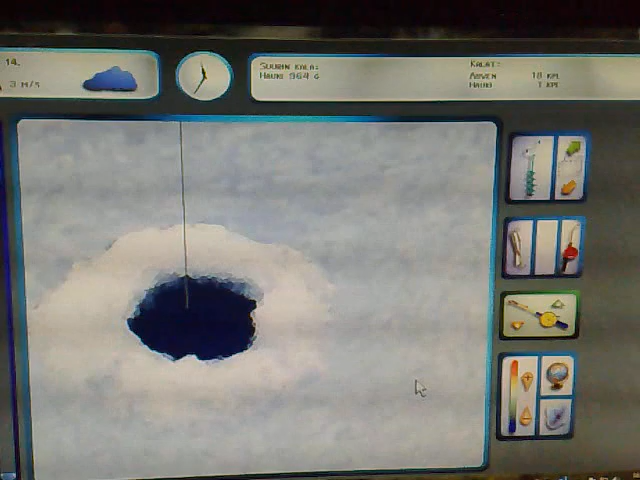 14.
3 M/S
SUURIN KALA:
HAUKI 964 G
KALAT:
AHVEN 18 KPL
HAUKI 1 KPL